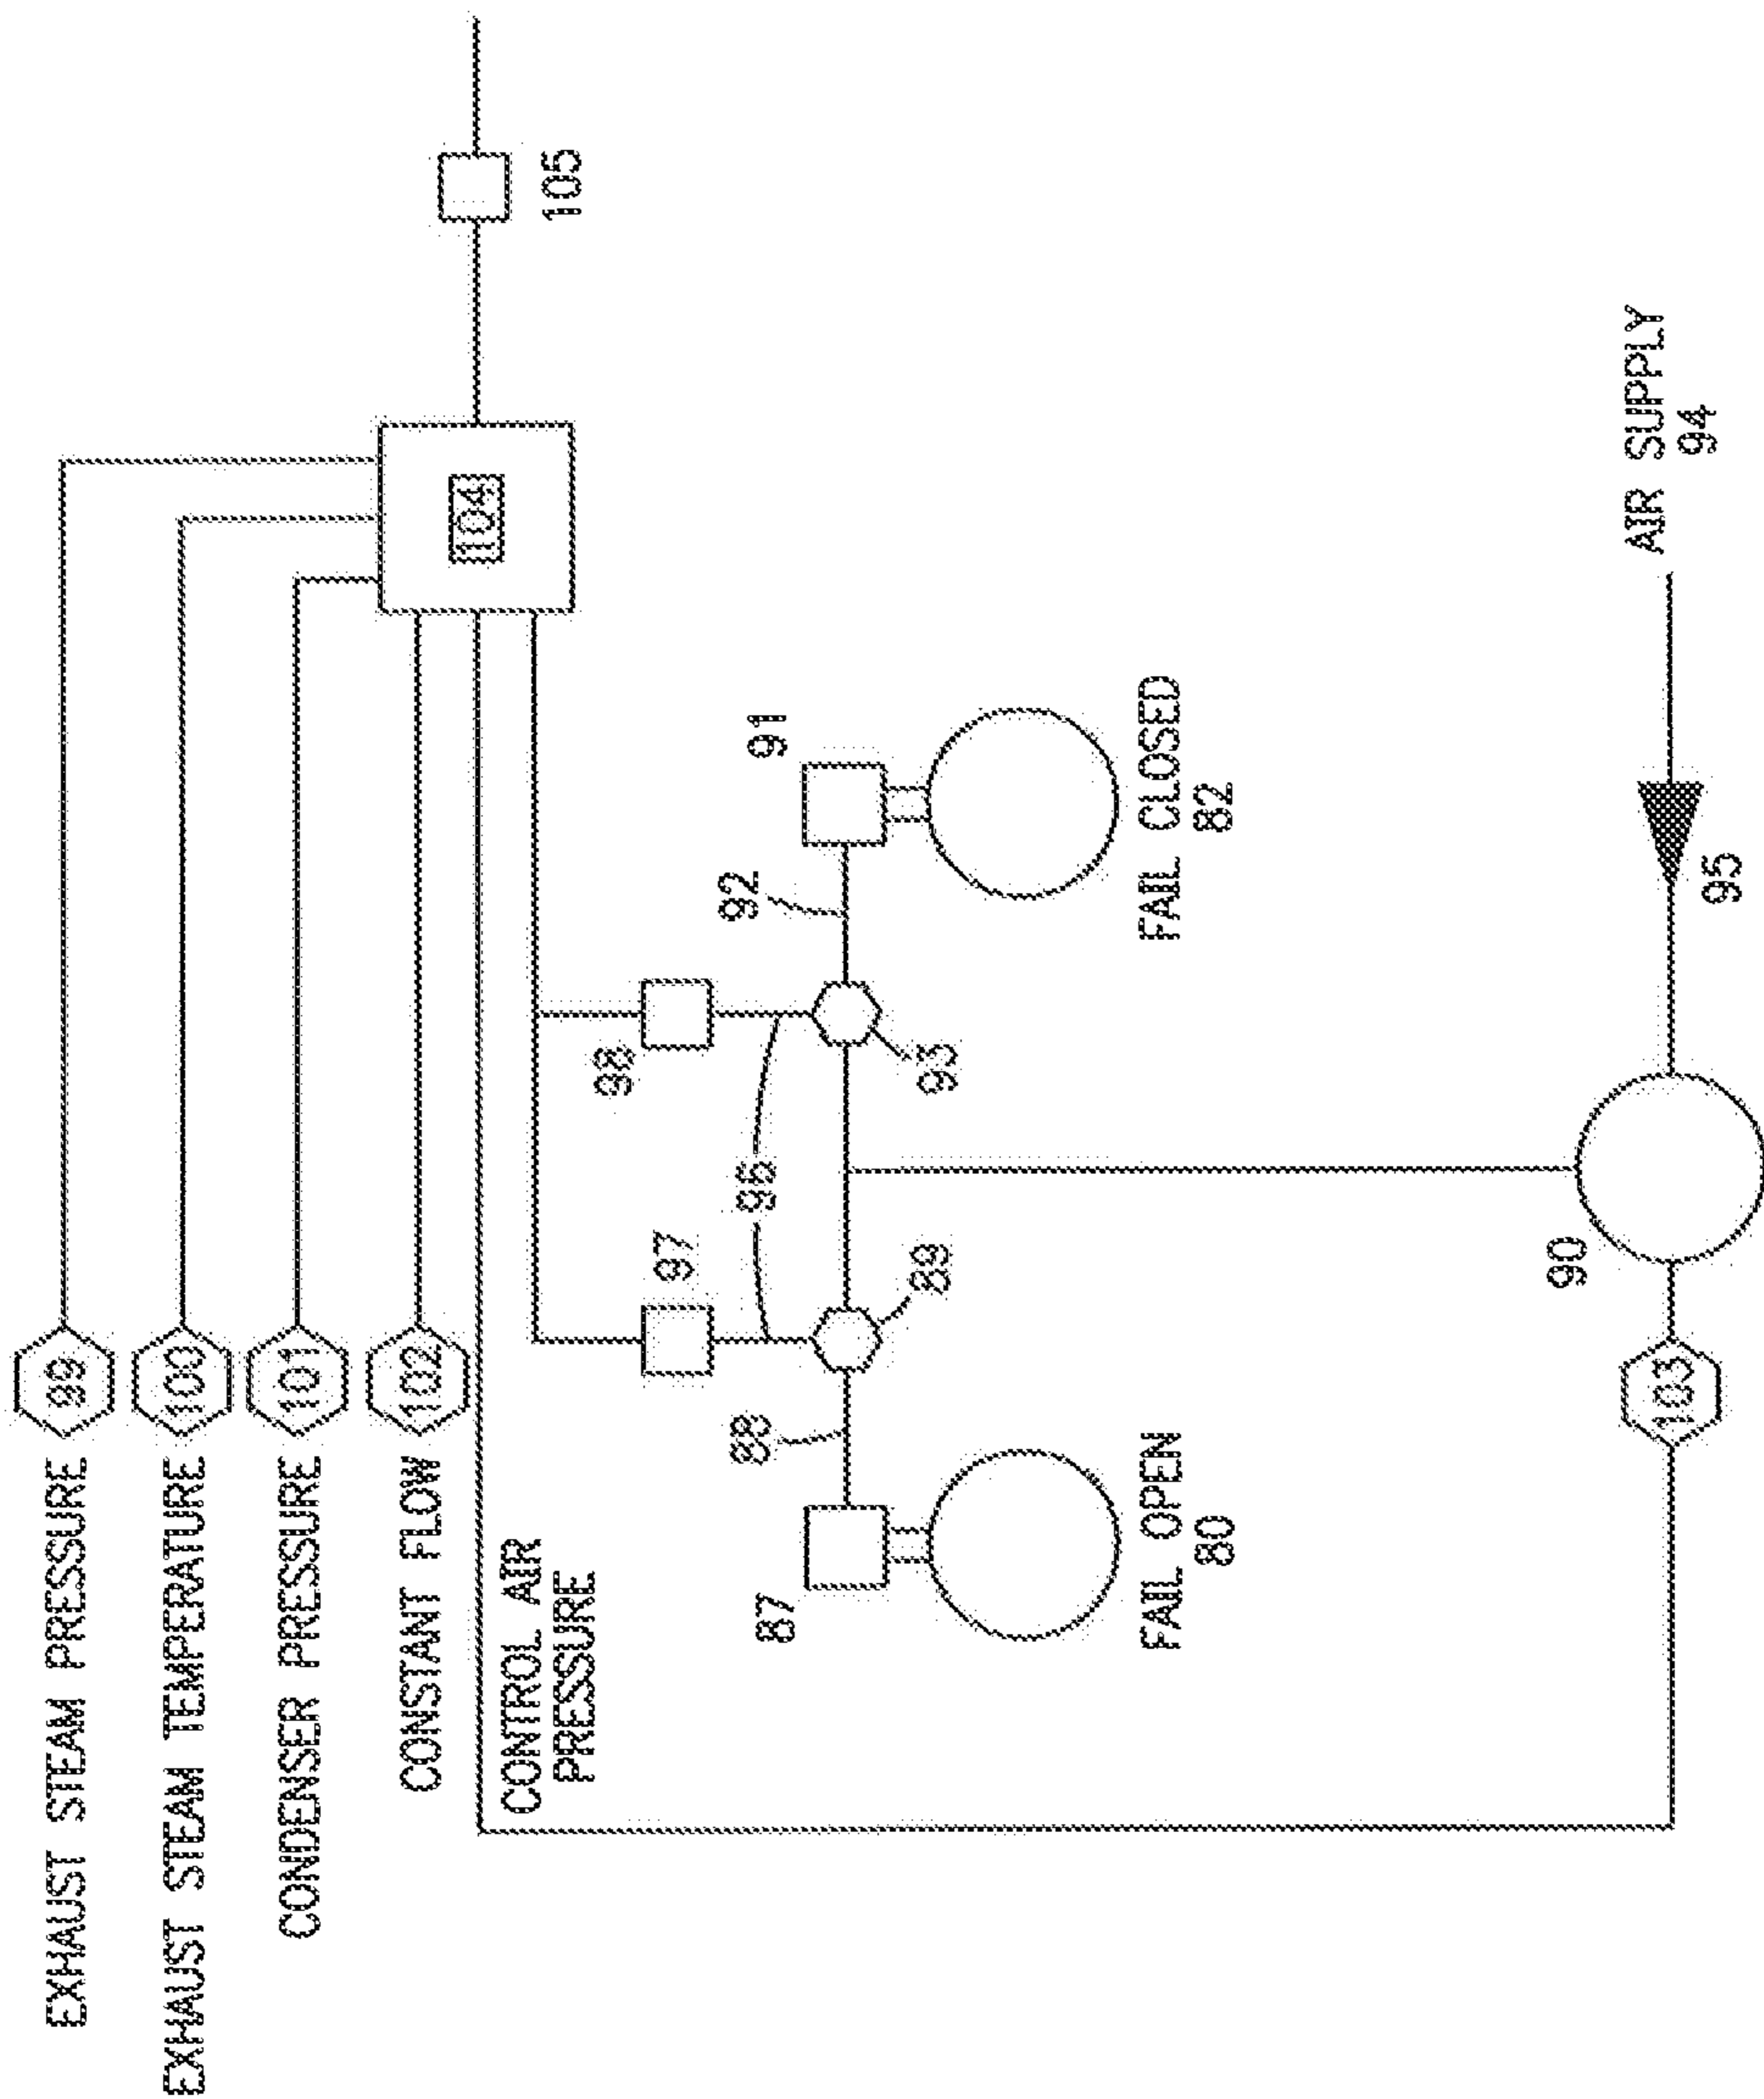 EXHAUST STEAM PRESSURE
99
EXHAUST STEAM TEMPERATURE
100
CONDENSER PRESSURE
101
CONSTANT FLOW
102
CONTROL AIR
PRESSURE
104
105
97
98
96
87
88
89
93
92
91
FAIL OPEN
80
FAIL CLOSED
82
103
90
95
AIR SUPPLY
94